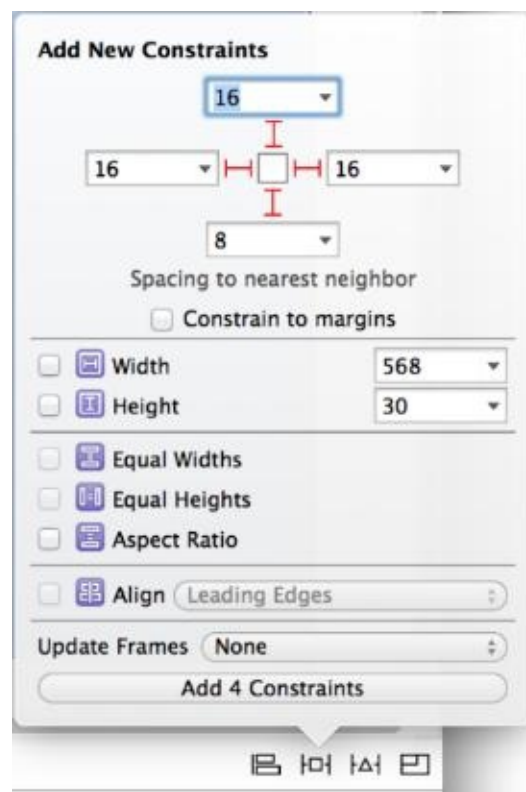 Add New Constraints
16
16 16
8
Spacing to nearest neighbor
Constrain to margins
Width 568
Height 30
Equal Widths
Equal Heights
Aspect Ratio
Align Leading Edges
Update Frames None
Add 4 Constraints